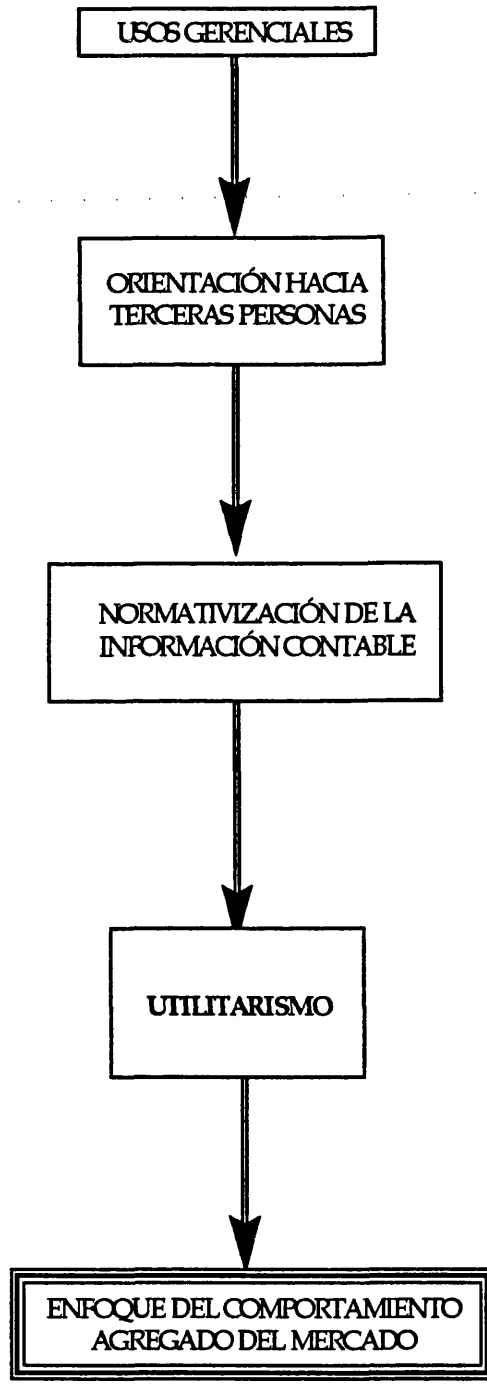 USOS GERENCIALES
ORIENTACIÓN HACIA
TERCERAS PERSONAS
NORMATIVIZACIÓN DE LA
INFORMACIÓN CONTABLE
UTILITARISMO
ENFOQUE DEL COMPORTAMIENTO
AGREGADO DEL MERCADO